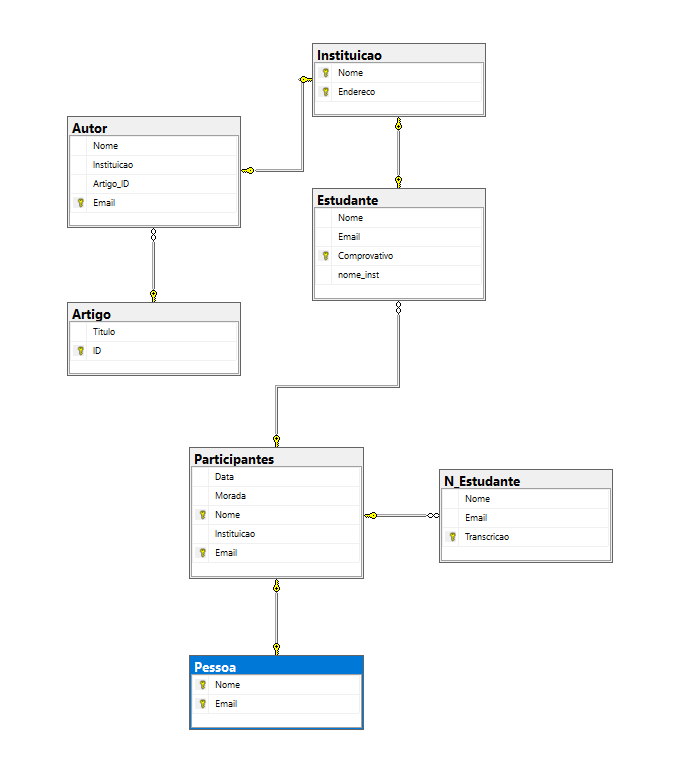 Instituicao
Nome
Endereco
Autor
Nome
Instituicao
Artigo_ID
Email
Estudante
Nome
Email
Comprovativo
nome_inst
Artigo
Titulo
ID
Participantes
Data
Morada
Nome
Instituicao
Email
N_Estudante
Nome
Email
Transcricao
Pessoa
Nome
Email